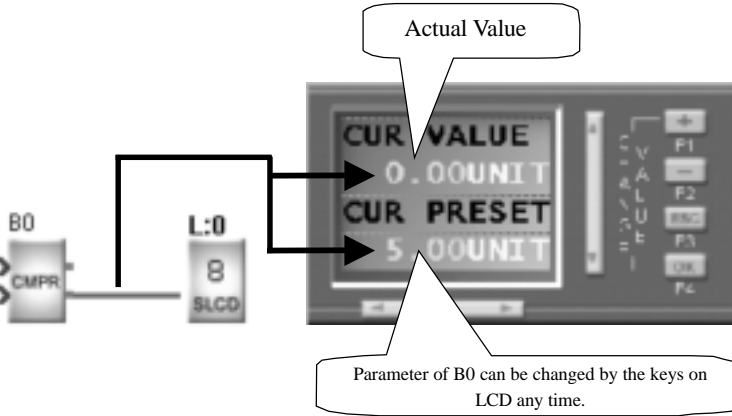 Actual Value
CUR VALUE
0.00UNIT
CUR PRESET
5.00UNIT
+
F1
VALUE
−
F2
ESC
F3
OK
F4
B0
CMPR
L:0
8
SLCD
Parameter of B0 can be changed by the keys on
LCD any time.